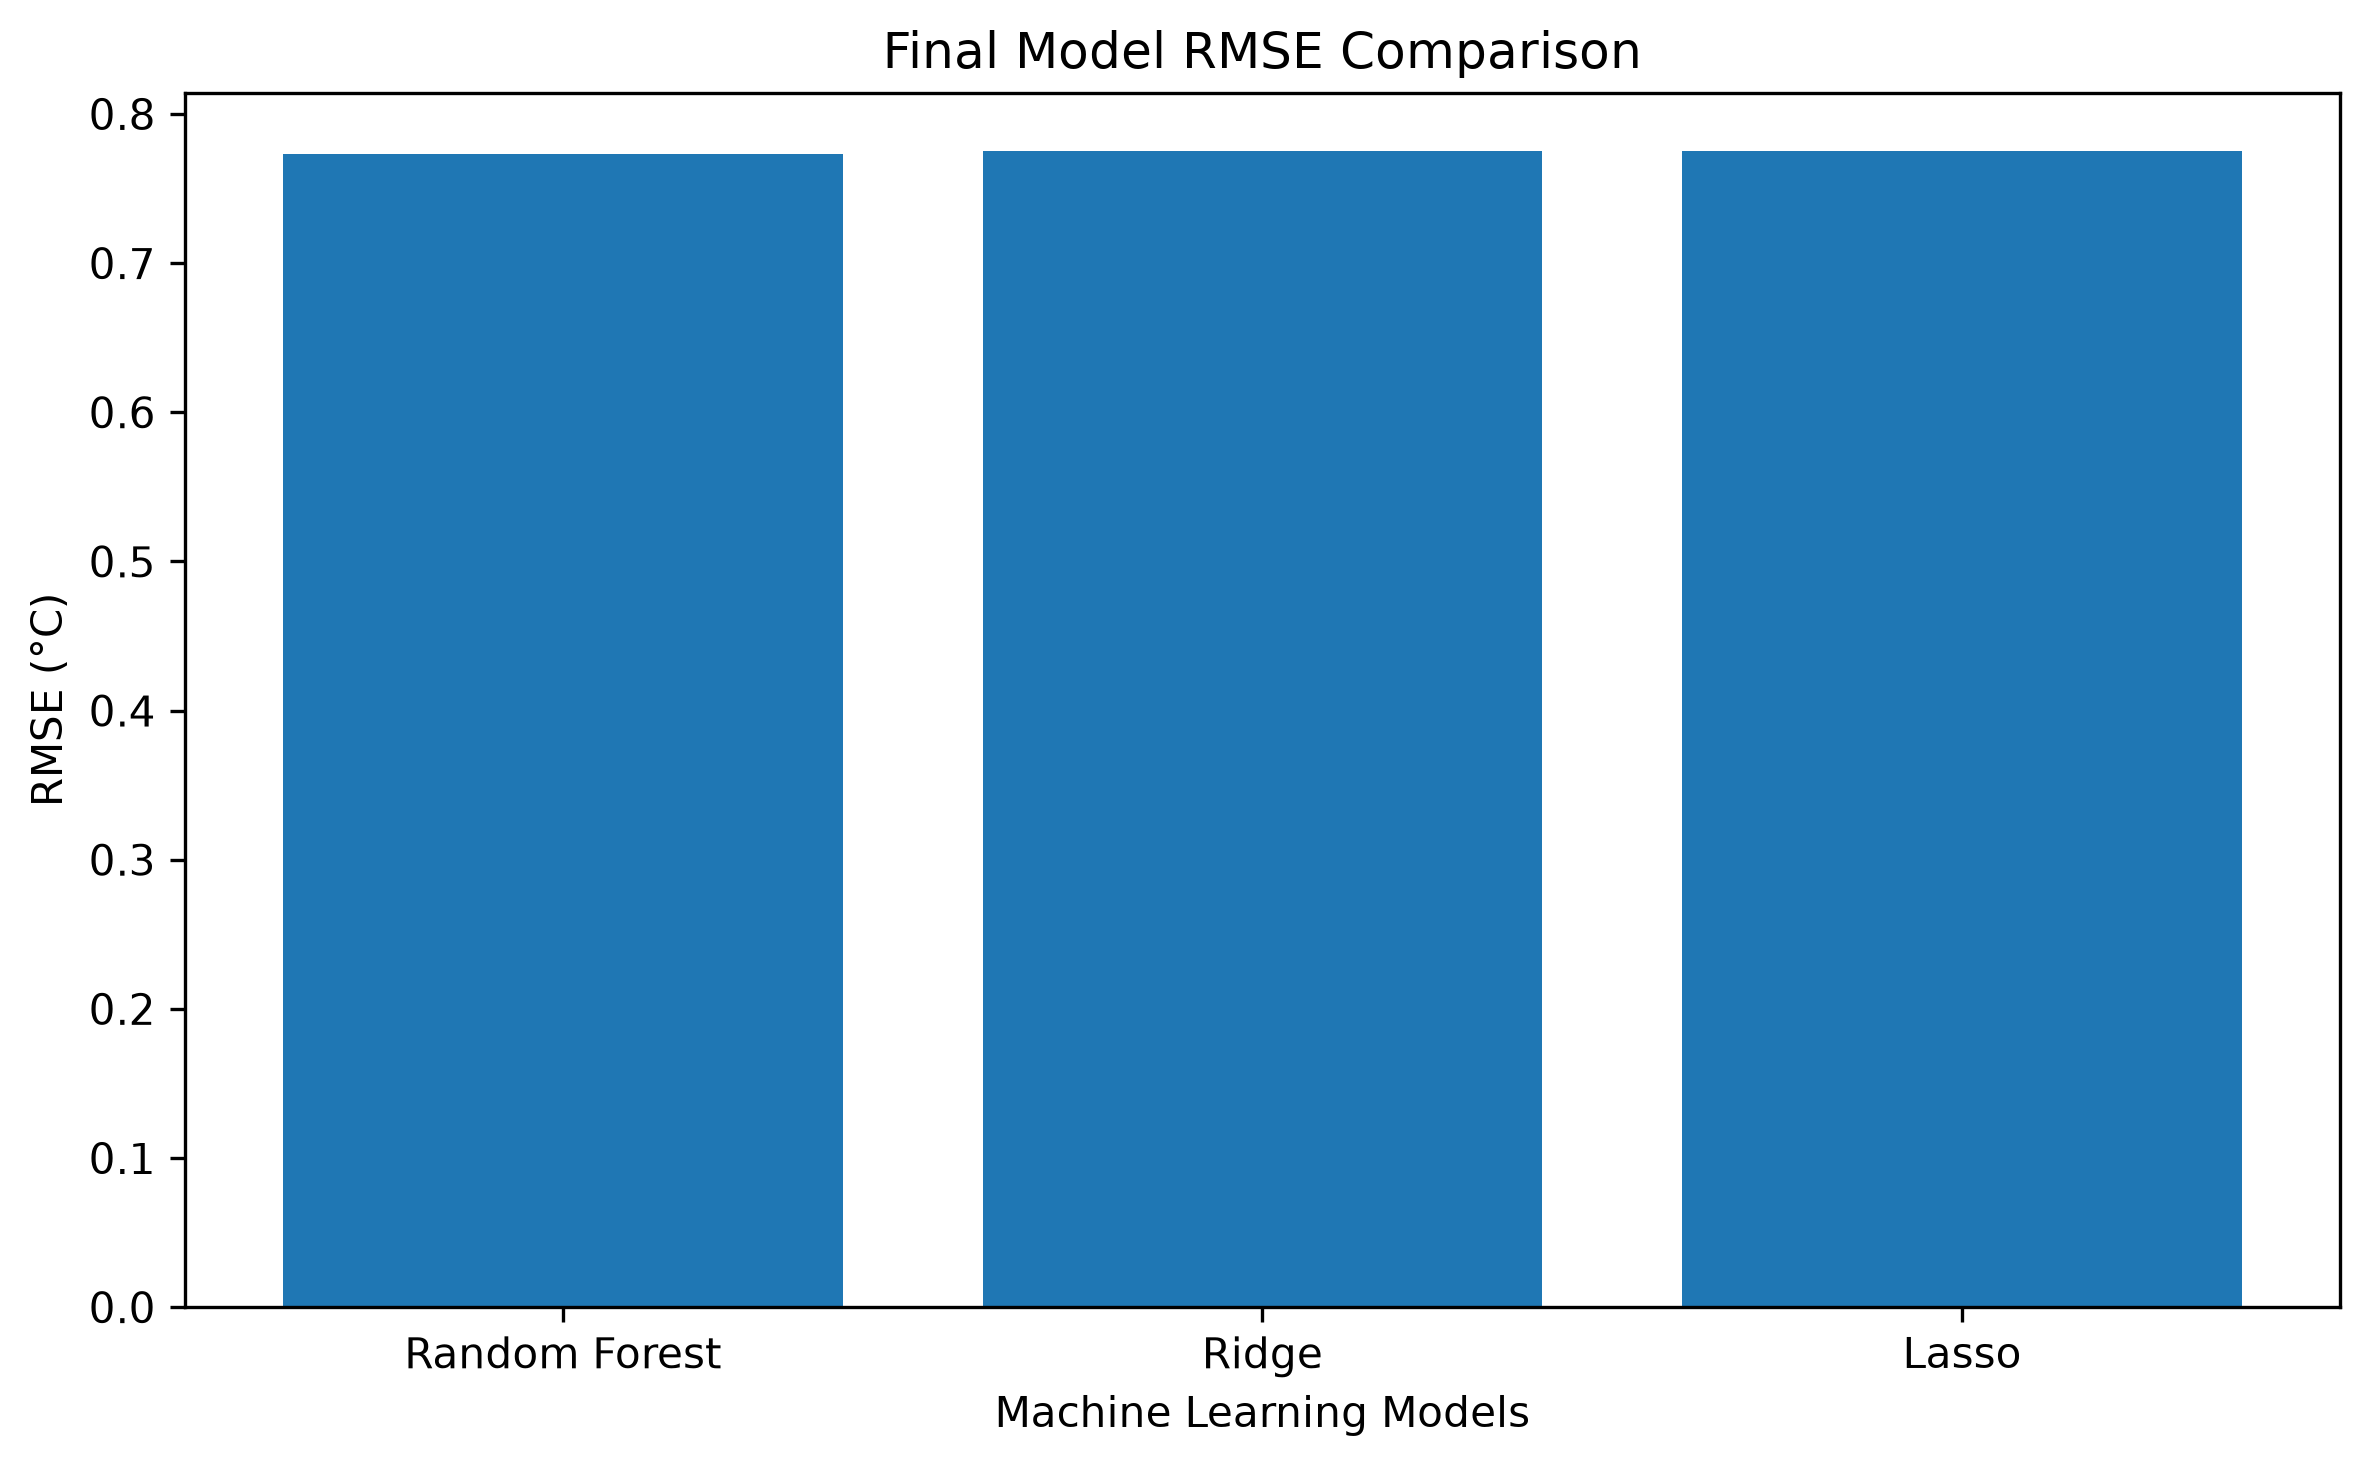 Final Model RMSE Comparison
0.8
0.7
0.6
0.5
0.4
0.3
0.2
0.1
0.0
RMSE (°C)
Random Forest
Ridge
Lasso
Machine Learning Models